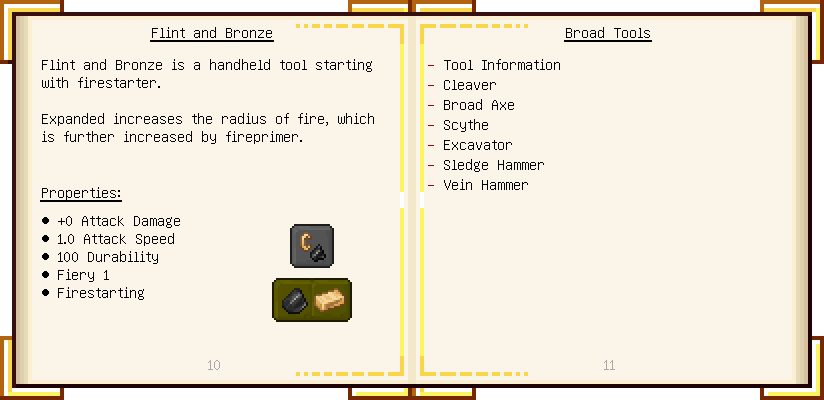 Flint and Bronze
Flint and Bronze is a handheld tool starting
with firestarter.
Expanded increases the radius of fire, which
is further increased by fireprimer.
Properties:
● +0 Attack Damage
● 1.0 Attack Speed
● 100 Durability
● Fiery 1
● Firestarting
10
Broad Tools
- Tool Information
- Cleaver
- Broad Axe
- Scythe
- Excavator
- Sledge Hammer
- Vein Hammer
11